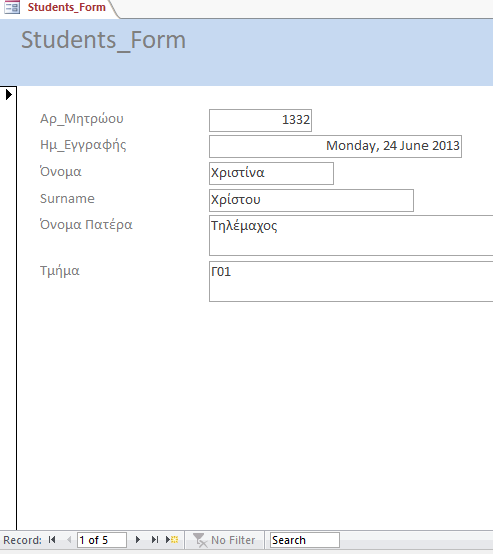 Students_Form
Students_Form
Αρ_Μητρώου 1332
Ημ_Εγγραφής Monday, 24 June 2013
Όνομα Χριστίνα
Surname Χρίστου
Όνομα Πατέρα Τηλέμαχος
Τμήμα Γ01
Record: 1 of 5 No Filter Search